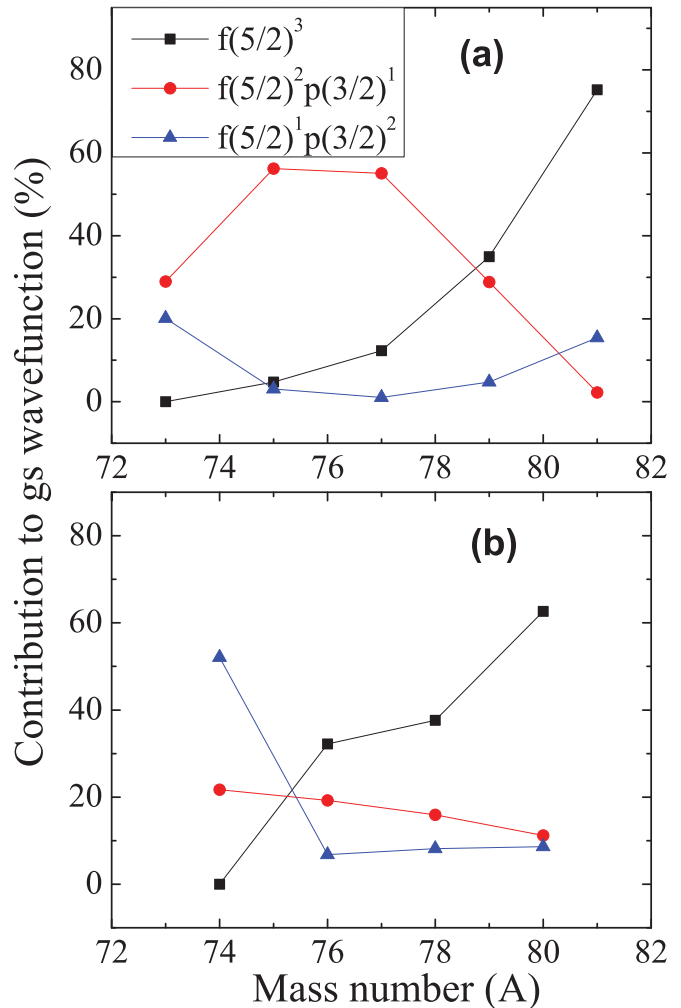 f(5/2)³
f(5/2)²p(3/2)¹
f(5/2)¹p(3/2)²
(a)
80
60
40
20
0
72 74 76 78 80 82
(b)
80
60
40
20
0
72 74 76 78 80 82
Mass number (A)
Contribution to gs wavefunction (%)